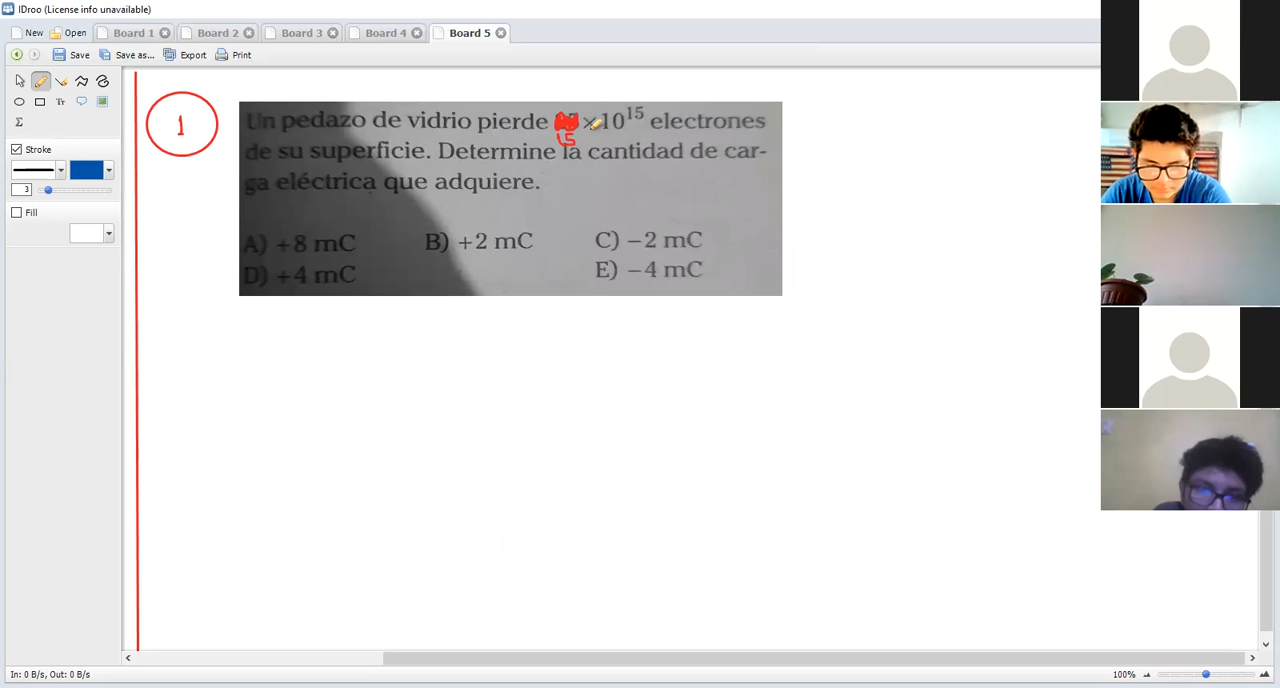 IDroo (License info unavailable)
New Open Board 1 Board 2 Board 3 Board 4 Board 5
Save Save as... Export Print
Tr
Σ
Stroke
3
Fill
1
Un pedazo de vidrio pierde ×10¹⁵ electrones
15
de su superficie. Determine la cantidad de car-
ga eléctrica que adquiere.
A) +8 mC B) +2 mC C) −2 mC
D) +4 mC E) −4 mC
In: 0 B/s, Out: 0 B/s 100%